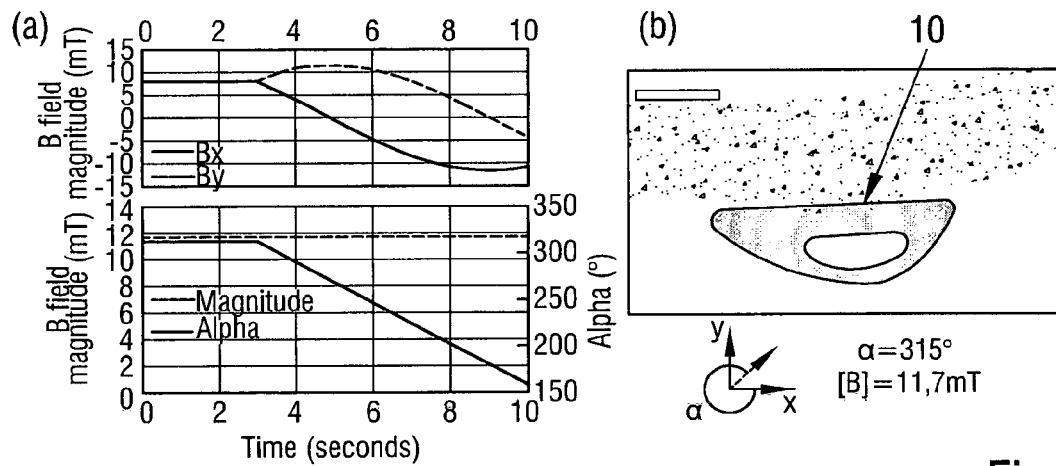 (a)
0 2 4 6 8 10
15
10
5
0
-5
-10
-15
B field
magnitude (mT)
Bx
By
14
12
10
8
6
4
2
0
B field
magnitude (mT)
Magnitude
Alpha
350
300
250
200
150
Alpha (°)
0 2 4 6 8 10
Time (seconds)
(b)
10
y
x
α
α=315°
[B]=11,7mT